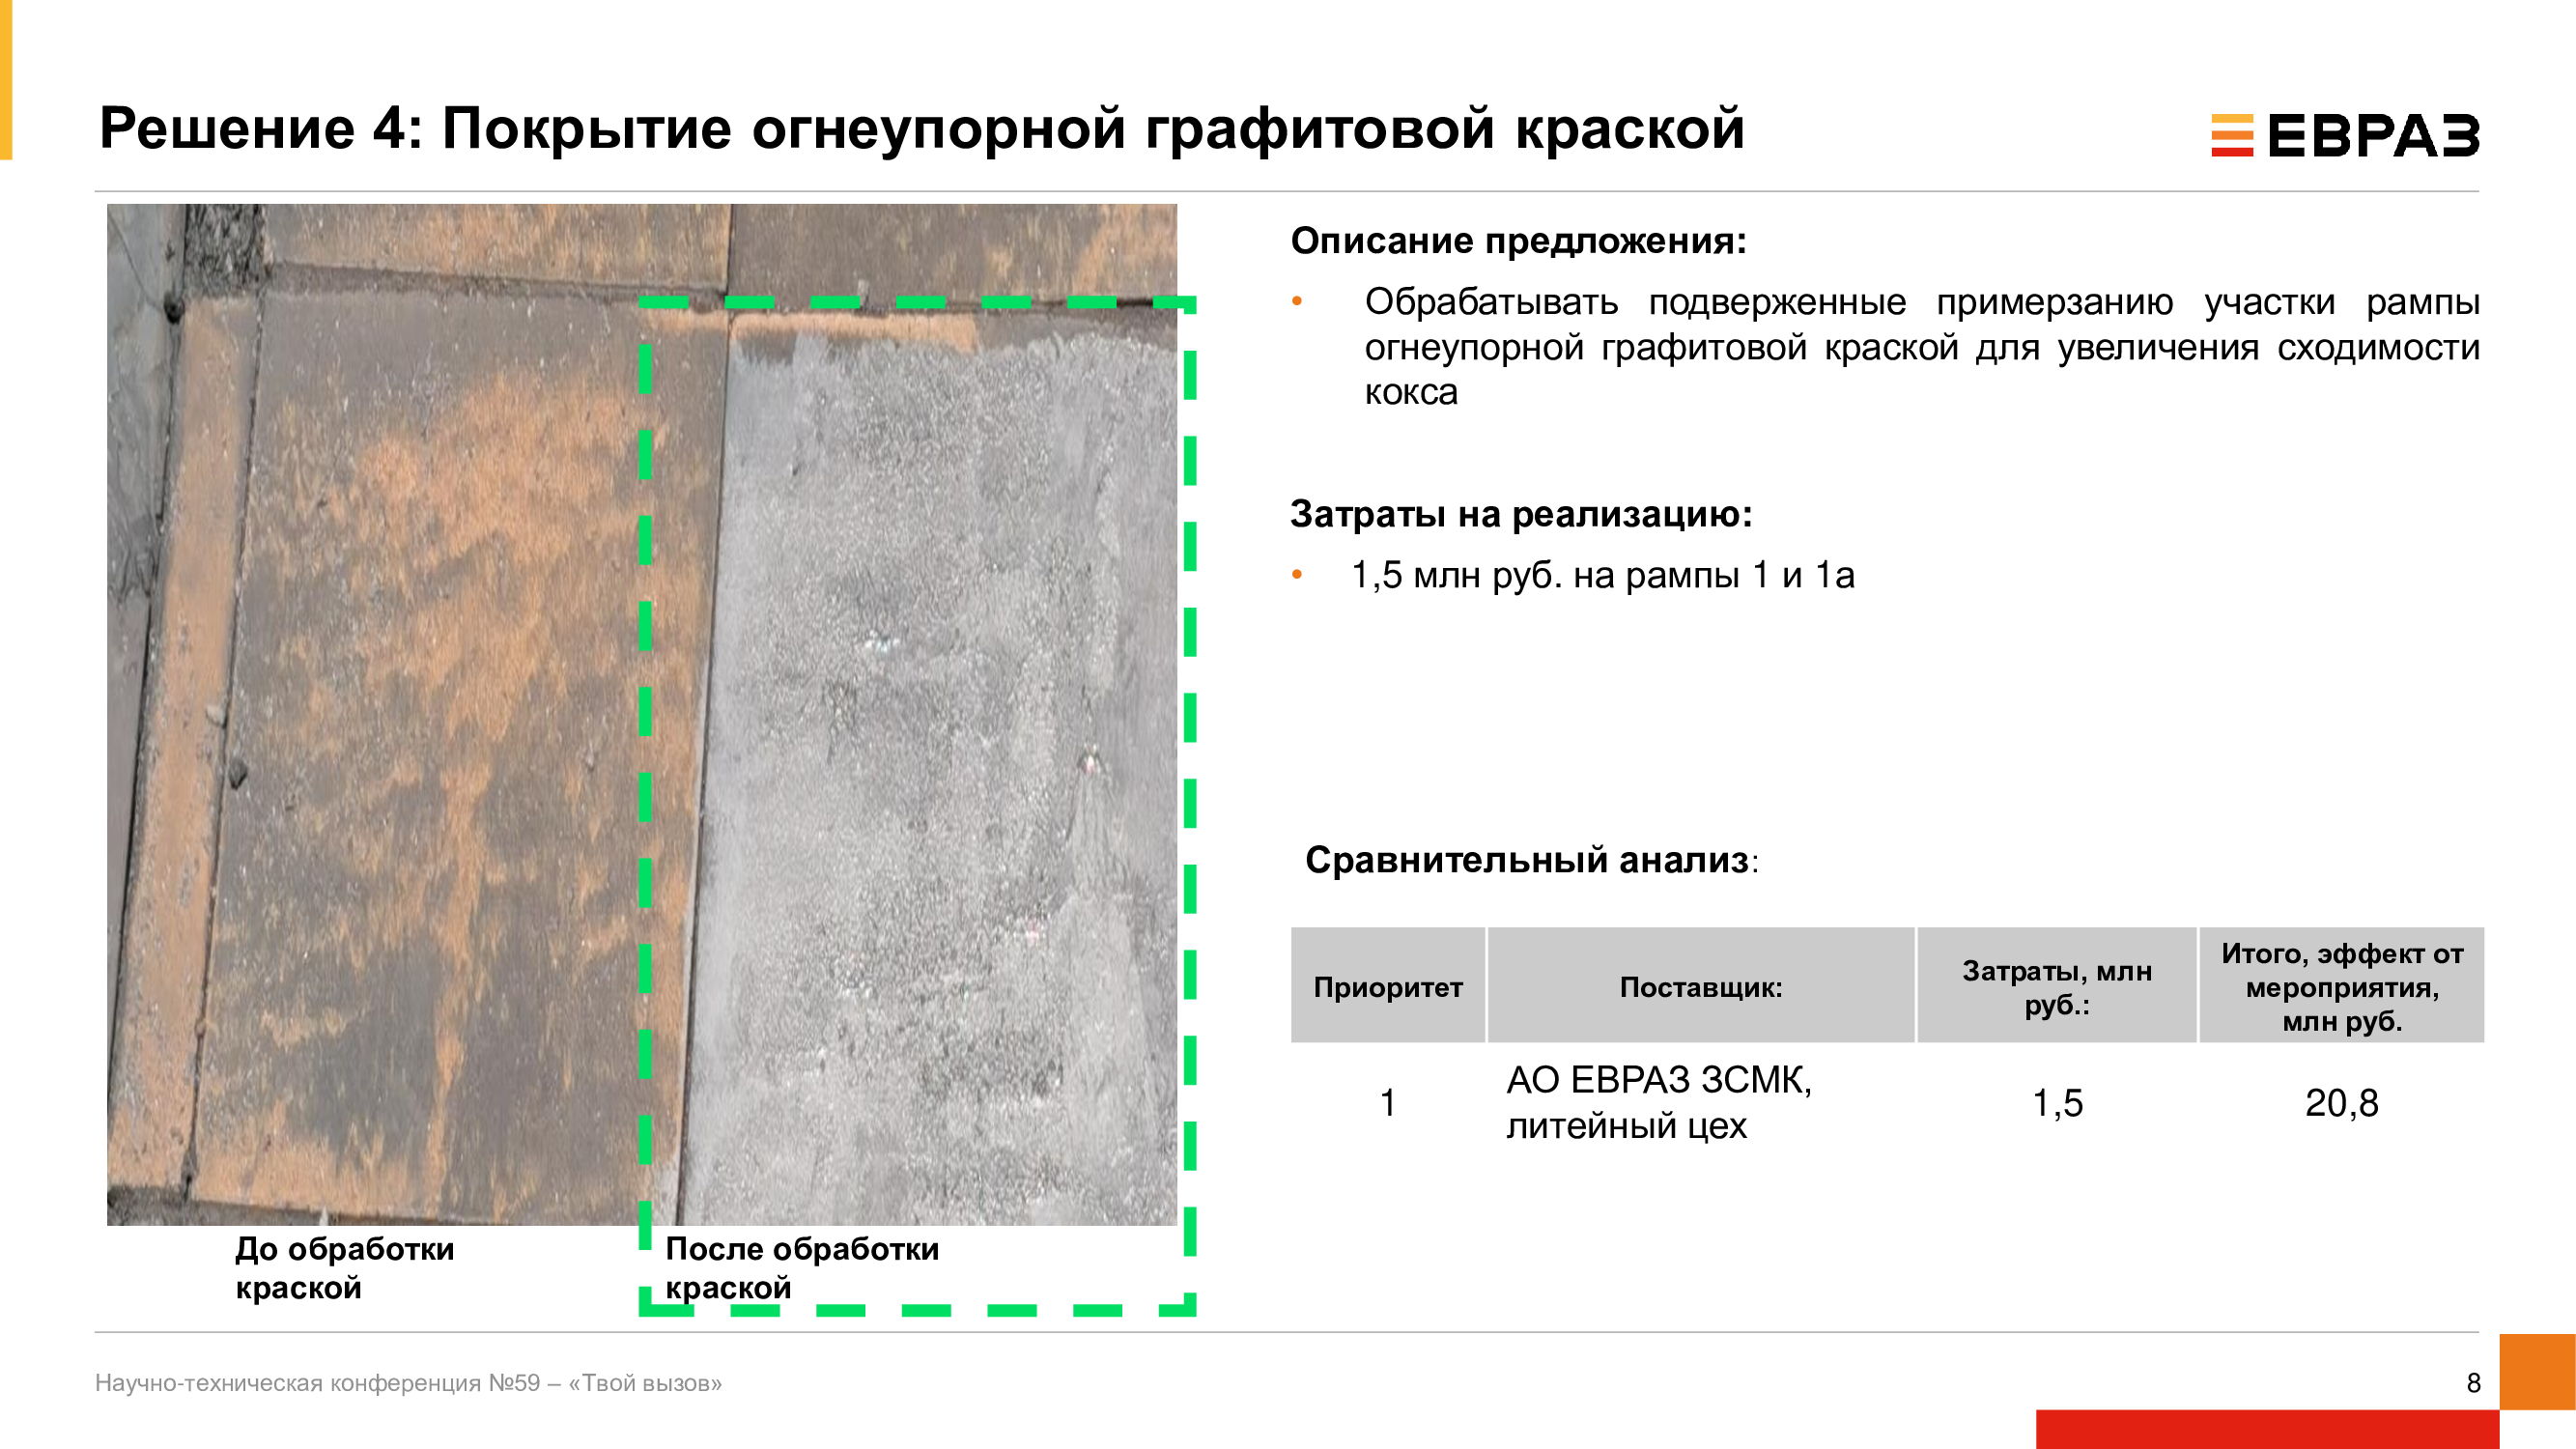 Решение 4: Покрытие огнеупорной графитовой краской
ЕВРАЗ
Описание предложения:
• Обрабатывать подверженные примерзанию участки рампы
огнеупорной графитовой краской для увеличения сходимости
кокса
Затраты на реализацию:
• 1,5 млн руб. на рампы 1 и 1а
Сравнительный анализ:
Приоритет
Поставщик:
Затраты, млн
руб.:
Итого, эффект от
мероприятия,
млн руб.
1
АО ЕВРАЗ ЗСМК,
литейный цех
1,5
20,8
До обработки
краской
После обработки
краской
Научно-техническая конференция №59 – «Твой вызов»
8